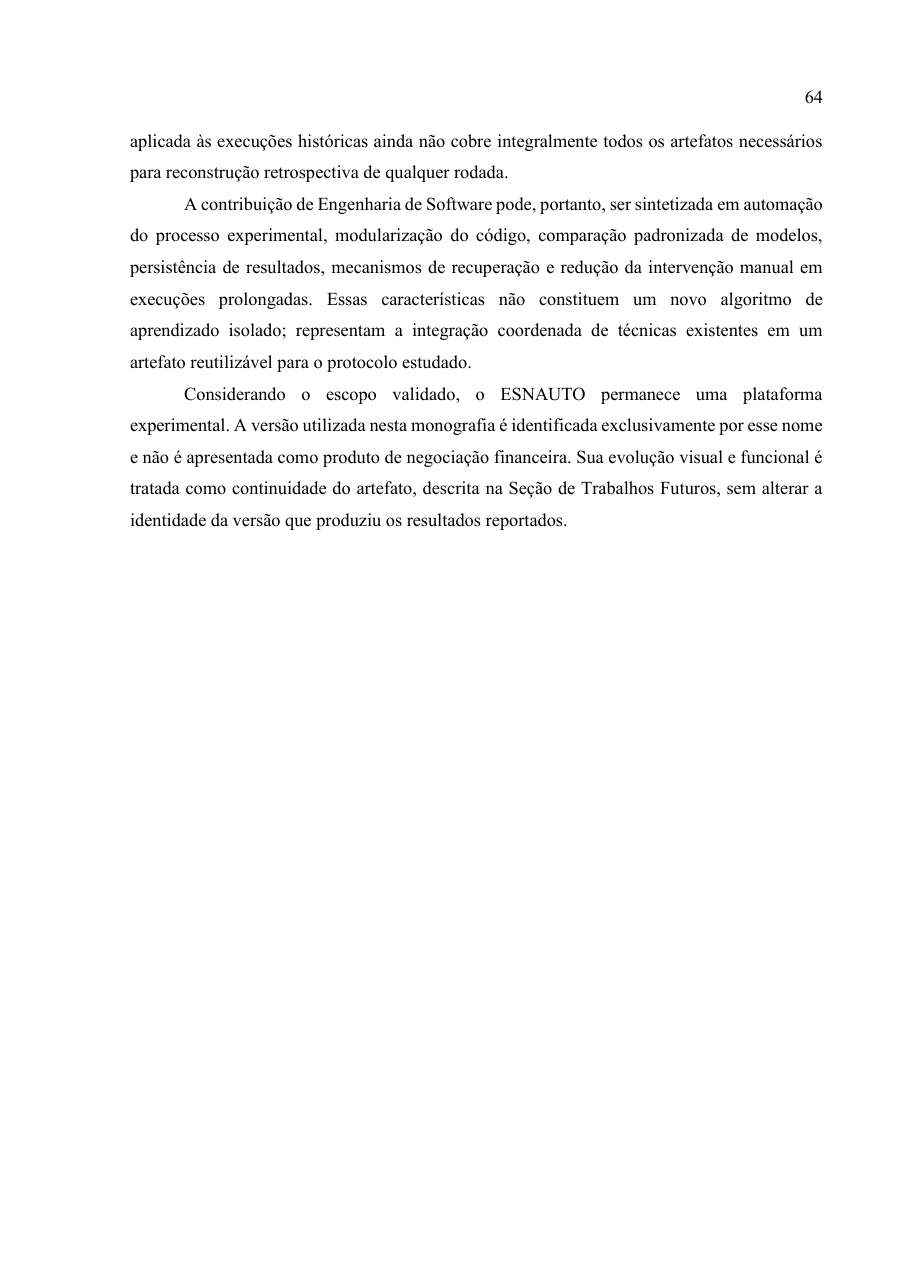 64
aplicada às execuções históricas ainda não cobre integralmente todos os artefatos necessários
para reconstrução retrospectiva de qualquer rodada.
A contribuição de Engenharia de Software pode, portanto, ser sintetizada em automação
do processo experimental, modularização do código, comparação padronizada de modelos,
persistência de resultados, mecanismos de recuperação e redução da intervenção manual em
execuções prolongadas. Essas características não constituem um novo algoritmo de
aprendizado isolado; representam a integração coordenada de técnicas existentes em um
artefato reutilizável para o protocolo estudado.
Considerando o escopo validado, o ESNAUTO permanece uma plataforma
experimental. A versão utilizada nesta monografia é identificada exclusivamente por esse nome
e não é apresentada como produto de negociação financeira. Sua evolução visual e funcional é
tratada como continuidade do artefato, descrita na Seção de Trabalhos Futuros, sem alterar a
identidade da versão que produziu os resultados reportados.